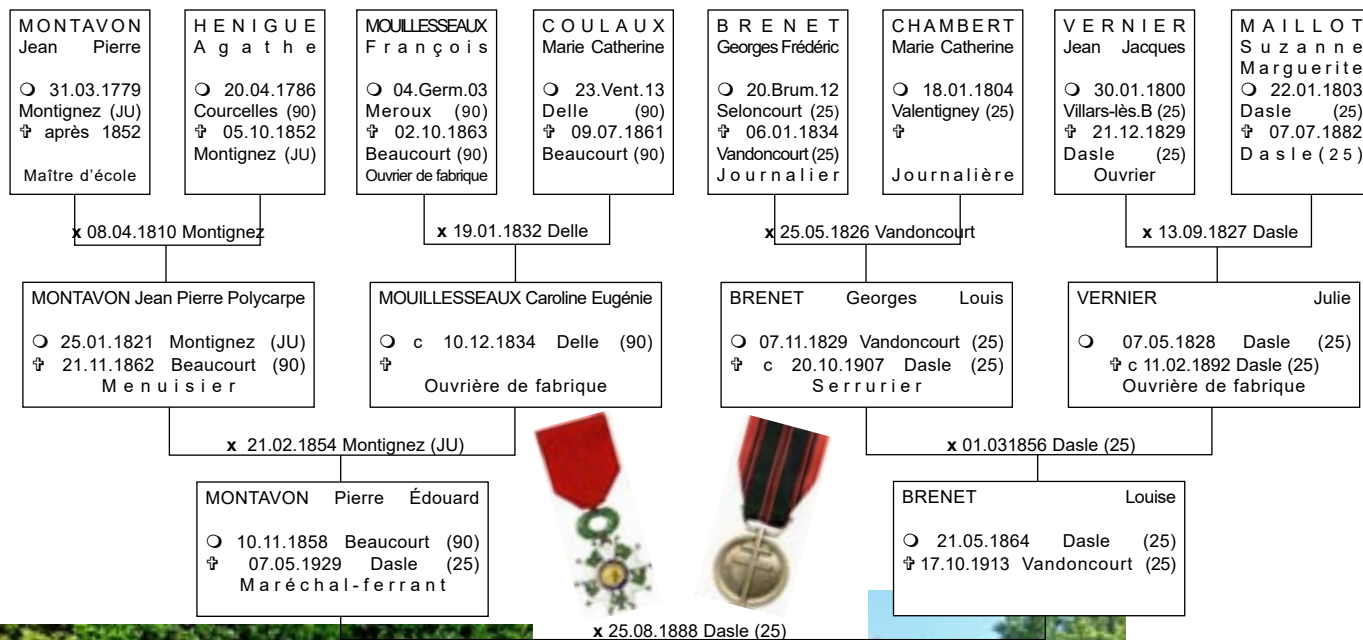 MONTAVON
Jean Pierre
❍ 31.03.1779
Montignez (JU)
✞ après 1852
Maître d'école
HENIGUE
Agathe
❍ 20.04.1786
Courcelles (90)
✞ 05.10.1852
Montignez (JU)
MOUILLESSEAUX
François
❍ 04.Germ.03
Meroux (90)
✞ 02.10.1863
Beaucourt (90)
Ouvrier de fabrique
COULAUX
Marie Catherine
❍ 23.Vent.13
Delle (90)
✞ 09.07.1861
Beaucourt (90)
BRENET
Georges Frédéric
❍ 20.Brum.12
Seloncourt (25)
✞ 06.01.1834
Vandoncourt (25)
Journalier
CHAMBERT
Marie Catherine
❍ 18.01.1804
Valentigney (25)
✞
Journalière
VERNIER
Jean Jacques
❍ 30.01.1800
Villars-lès.B (25)
✞ 21.12.1829
Dasle (25)
Ouvrier
MAILLOT
Suzanne
Marguerite
❍ 22.01.1803
Dasle (25)
✞ 07.07.1882
Dasle(25)
x 08.04.1810 Montignez
x 19.01.1832 Delle
x 25.05.1826 Vandoncourt
x 13.09.1827 Dasle
MONTAVON Jean Pierre Polycarpe
❍ 25.01.1821 Montignez (JU)
✞ 21.11.1862 Beaucourt (90)
Menuisier
MOUILLESSEAUX Caroline Eugénie
❍ c 10.12.1834 Delle (90)
✞
Ouvrière de fabrique
BRENET Georges Louis
❍ 07.11.1829 Vandoncourt (25)
✞ c 20.10.1907 Dasle (25)
Serrurier
VERNIER Julie
❍ 07.05.1828 Dasle (25)
✞ c 11.02.1892 Dasle (25)
Ouvrière de fabrique
x 21.02.1854 Montignez (JU)
x 01.031856 Dasle (25)
MONTAVON Pierre Édouard
❍ 10.11.1858 Beaucourt (90)
✞ 07.05.1929 Dasle (25)
Maréchal-ferrant
BRENET Louise
❍ 21.05.1864 Dasle (25)
✞ 17.10.1913 Vandoncourt (25)
x 25.08.1888 Dasle (25)